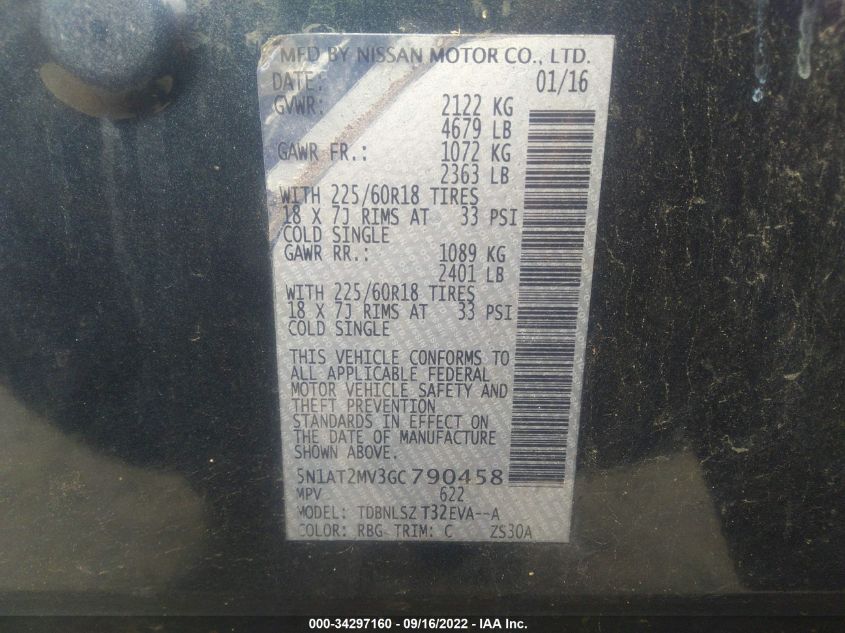 MFD BY NISSAN MOTOR CO., LTD.
DATE: 01/16
GVWR: 2122 KG
4679 LB
GAWR FR.: 1072 KG
2363 LB
WITH 225/60R18 TIRES
18 X 7J RIMS AT 33 PSI
COLD SINGLE
GAWR RR.: 1089 KG
2401 LB
WITH 225/60R18 TIRES
18 X 7J RIMS AT 33 PSI
COLD SINGLE
THIS VEHICLE CONFORMS TO
ALL APPLICABLE FEDERAL
MOTOR VEHICLE SAFETY AND
THEFT PREVENTION
STANDARDS IN EFFECT ON
THE DATE OF MANUFACTURE
SHOWN ABOVE.
5N1AT2MV3GC790458
MPV 622
MODEL: TDBNLSZ T32EVA--A
COLOR: RBG TRIM: C ZS30A
000-34297160 - 09/16/2022 - IAA Inc.